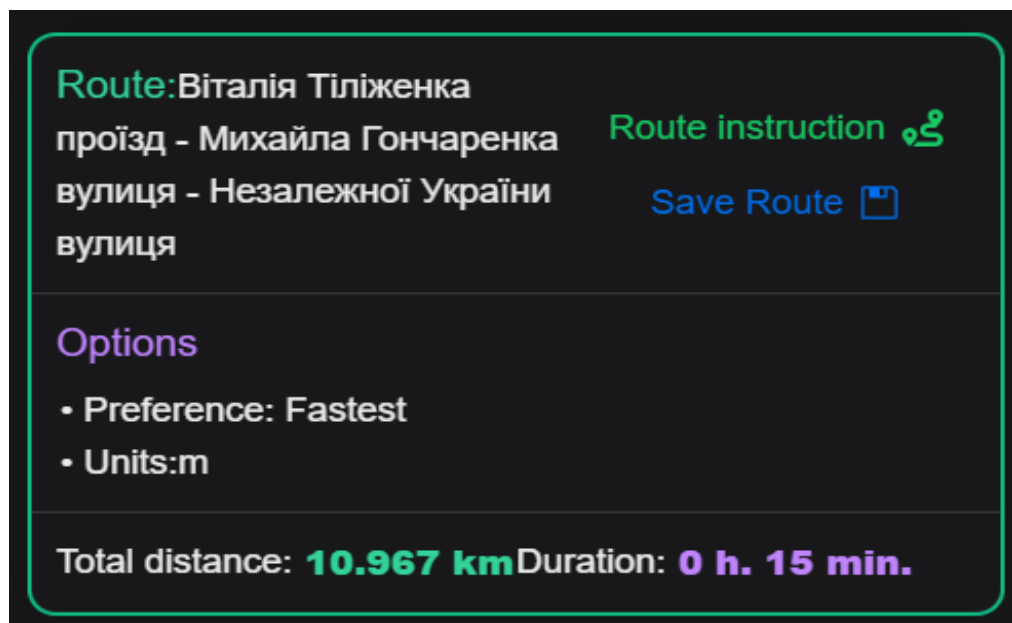 Route:Віталія Тіліженка
проїзд - Михайла Гончаренка
вулиця - Незалежної України
вулиця
Route instruction
Save Route
Options
• Preference: Fastest
• Units:m
Total distance: 10.967 kmDuration: 0 h. 15 min.